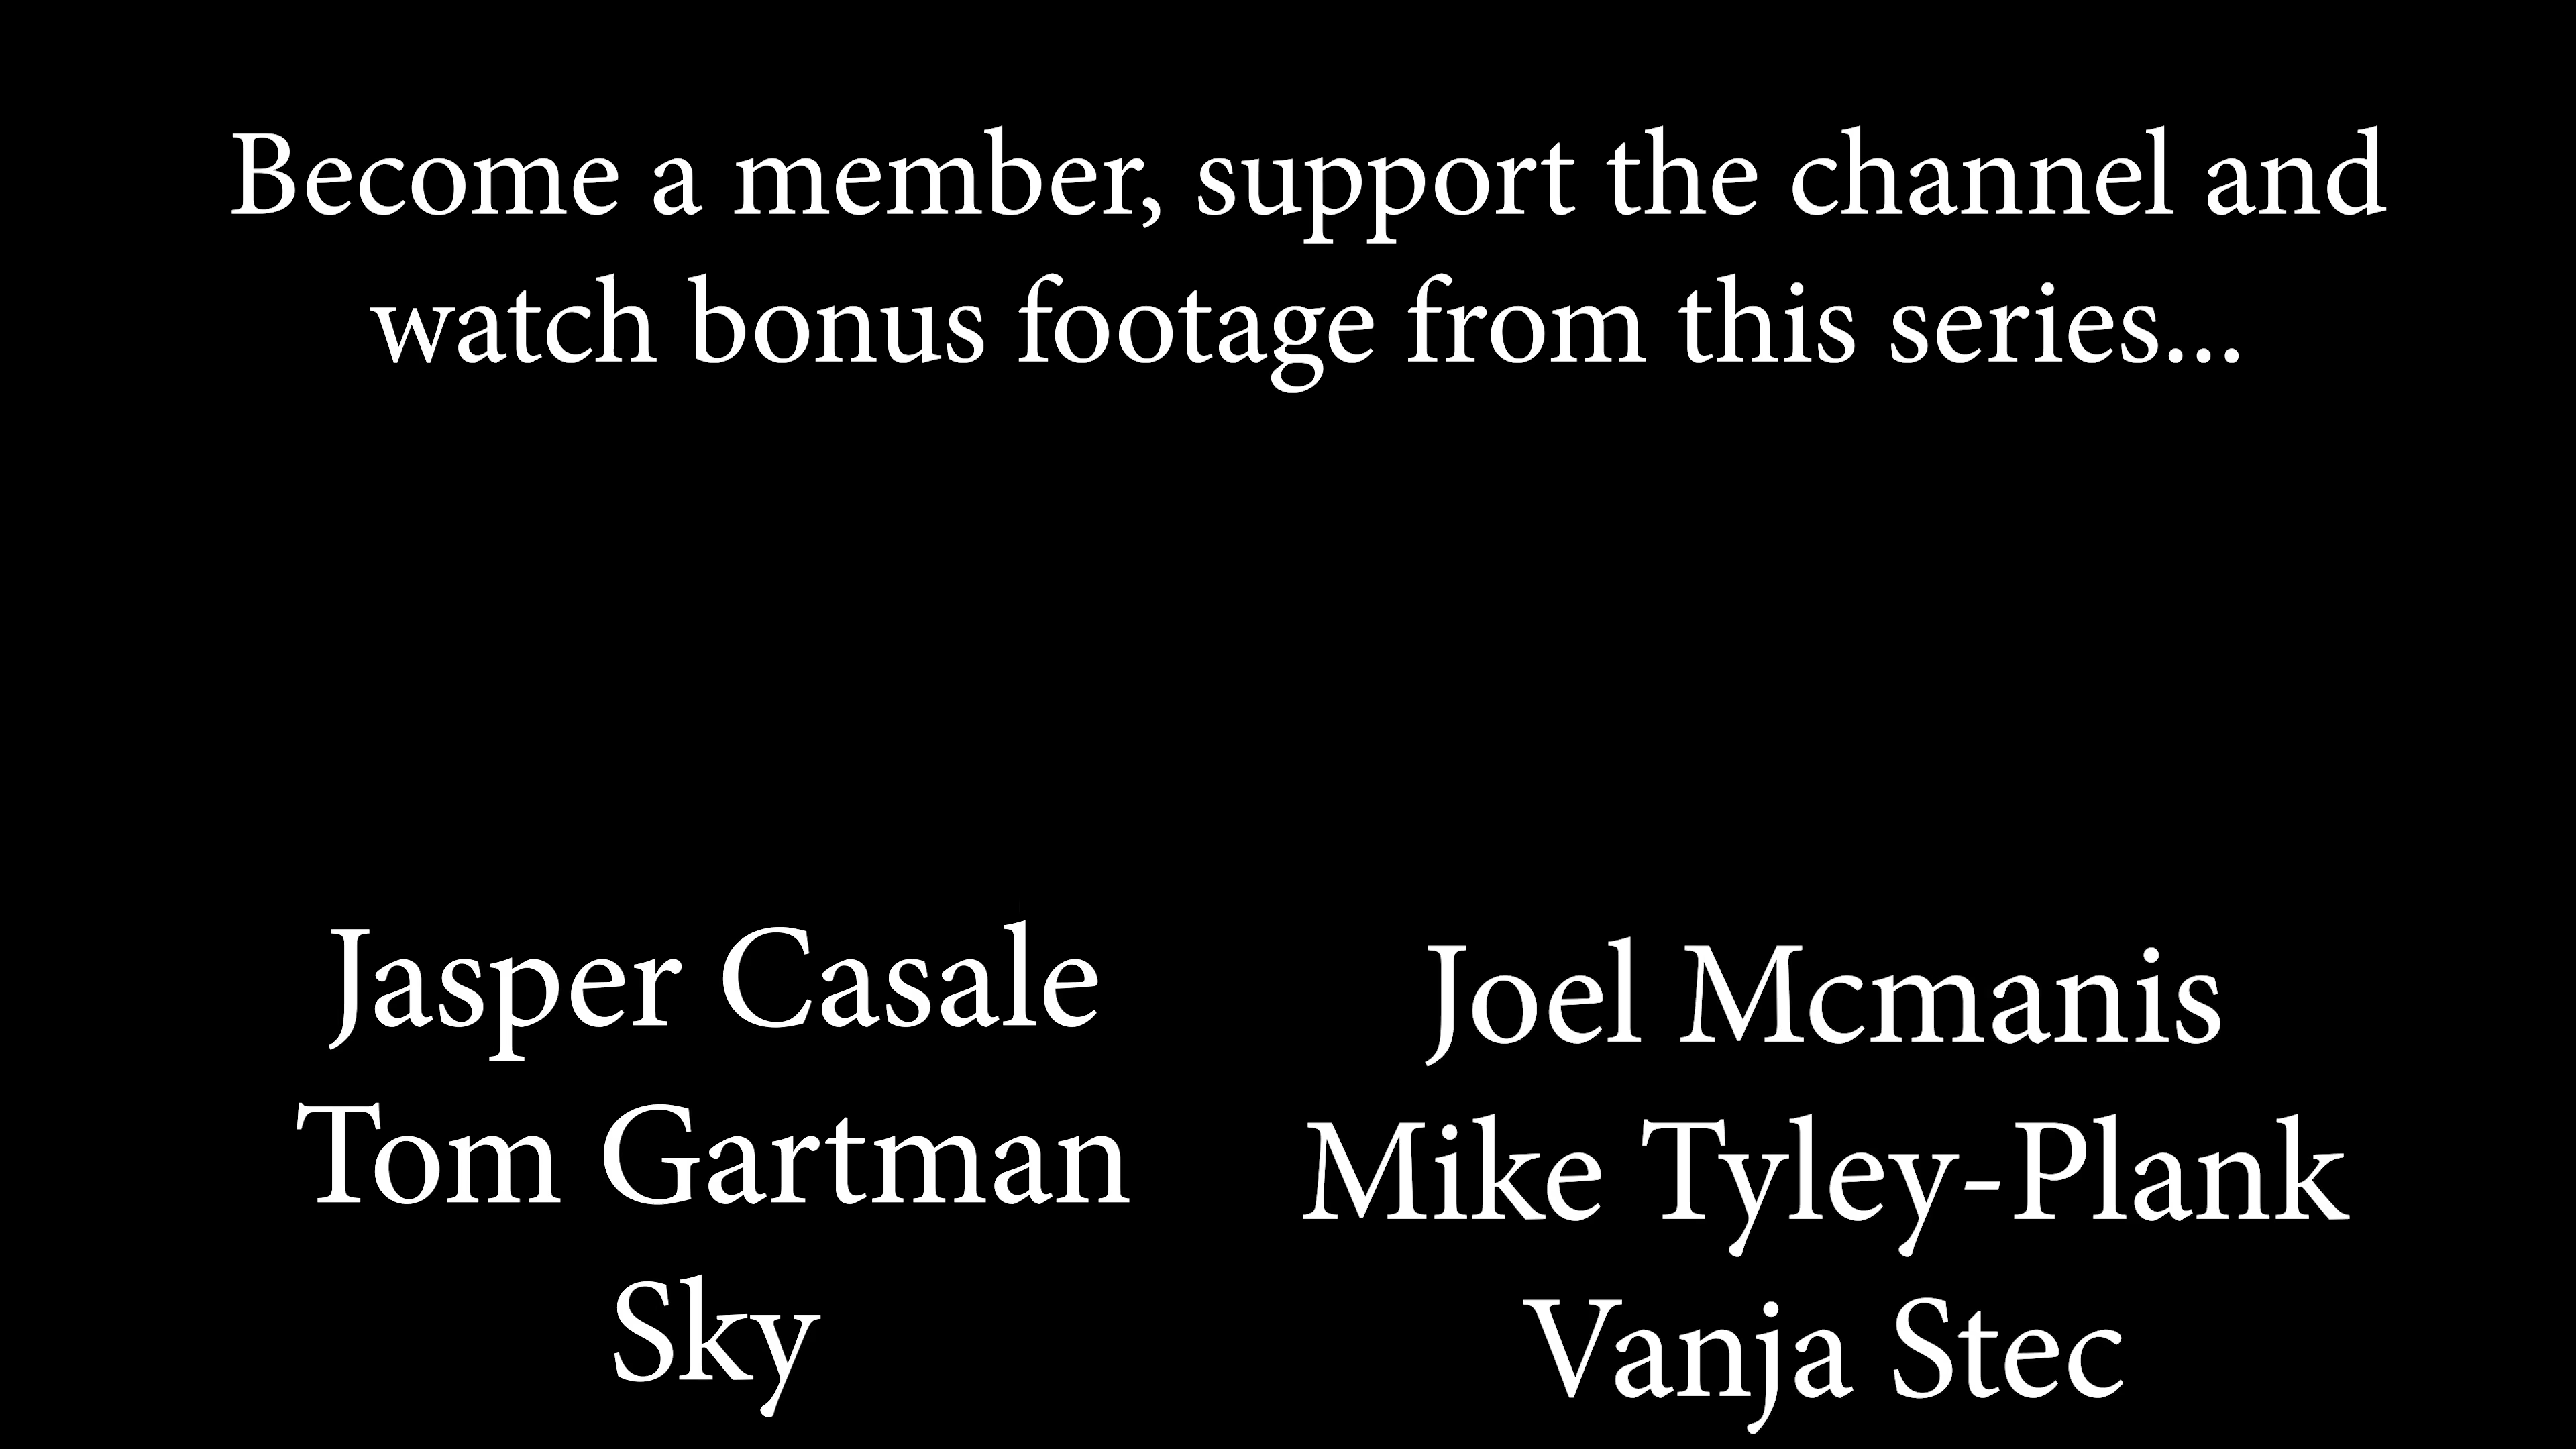 Become a member, support the channel and
watch bonus footage from this series...
Jasper Casale
Tom Gartman
Sky
Joel Mcmanis
Mike Tyley-Plank
Vanja Stec